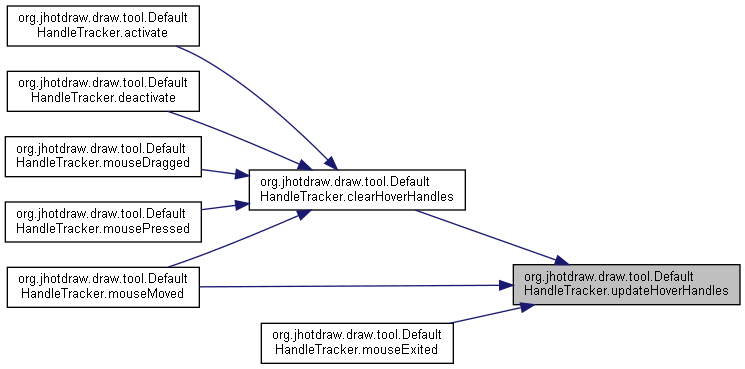 org.jhotdraw.draw.tool.Default
HandleTracker.activate
org.jhotdraw.draw.tool.Default
HandleTracker.deactivate
org.jhotdraw.draw.tool.Default
HandleTracker.mouseDragged
org.jhotdraw.draw.tool.Default
HandleTracker.clearHoverHandles
org.jhotdraw.draw.tool.Default
HandleTracker.mousePressed
org.jhotdraw.draw.tool.Default
HandleTracker.mouseMoved
org.jhotdraw.draw.tool.Default
HandleTracker.updateHoverHandles
org.jhotdraw.draw.tool.Default
HandleTracker.mouseExited